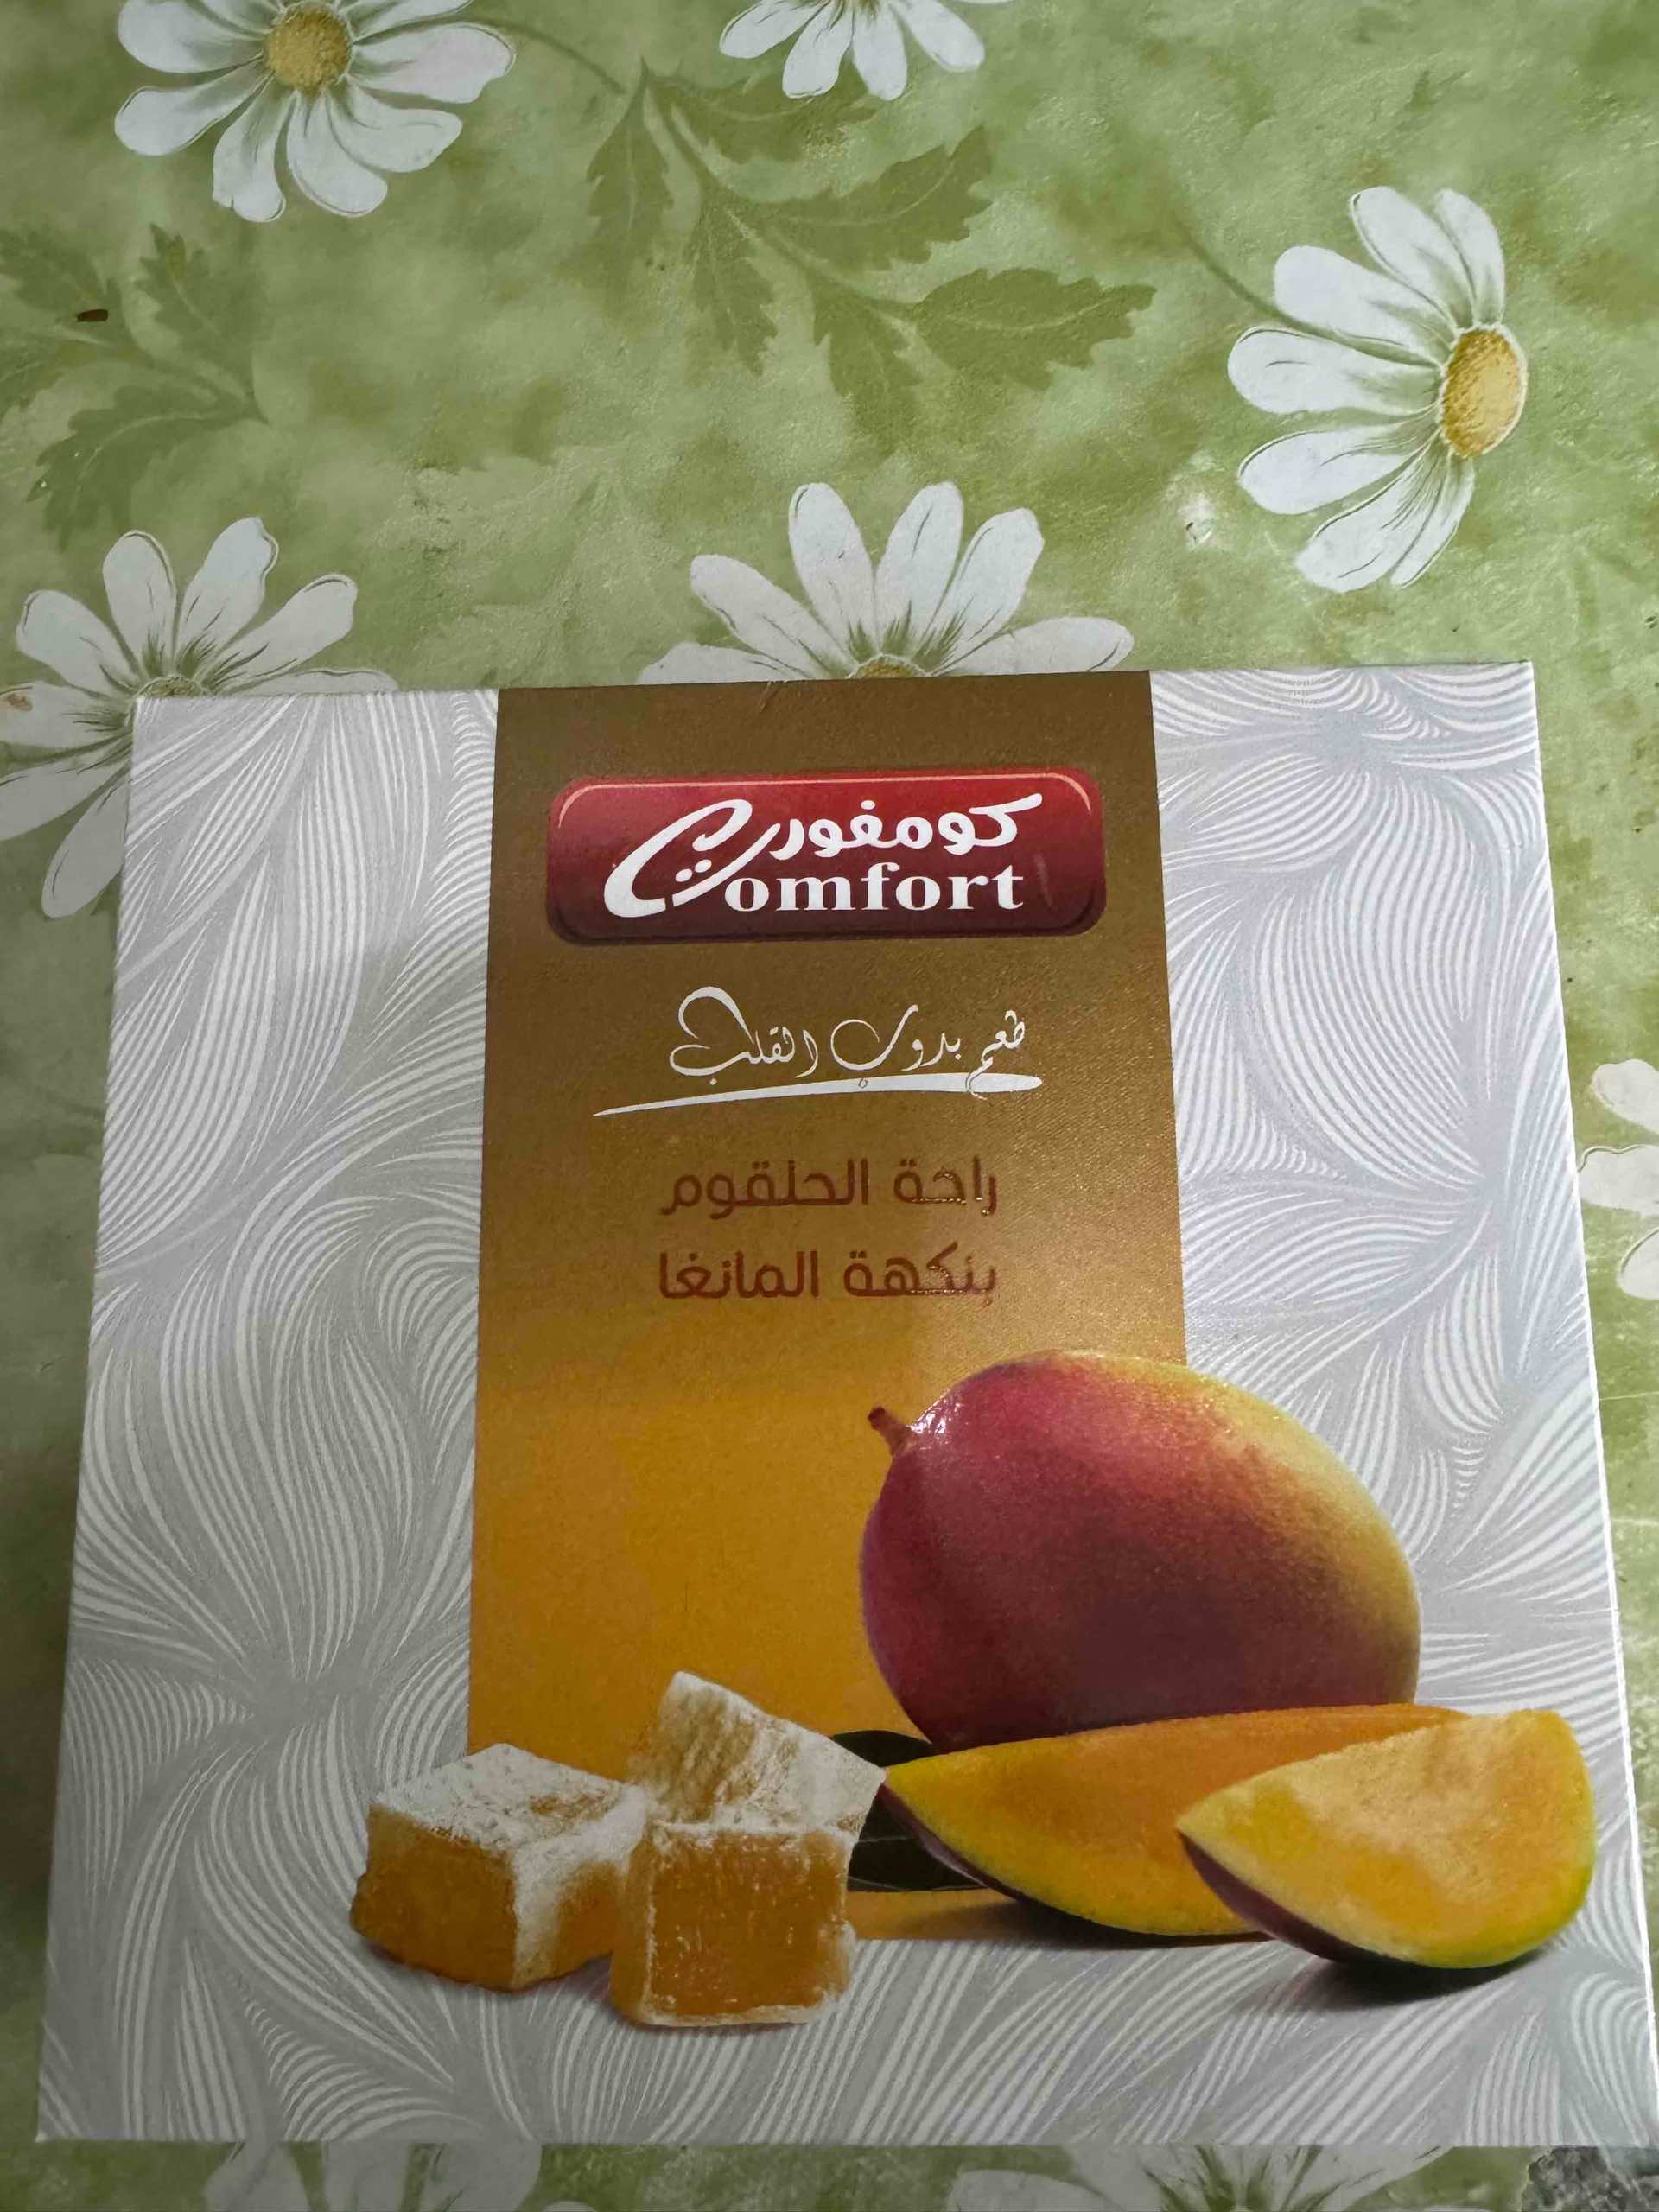 كومفورت
Comfort
طعم بدوب القلب
راحة الحلقوم
بنكهة المانغا